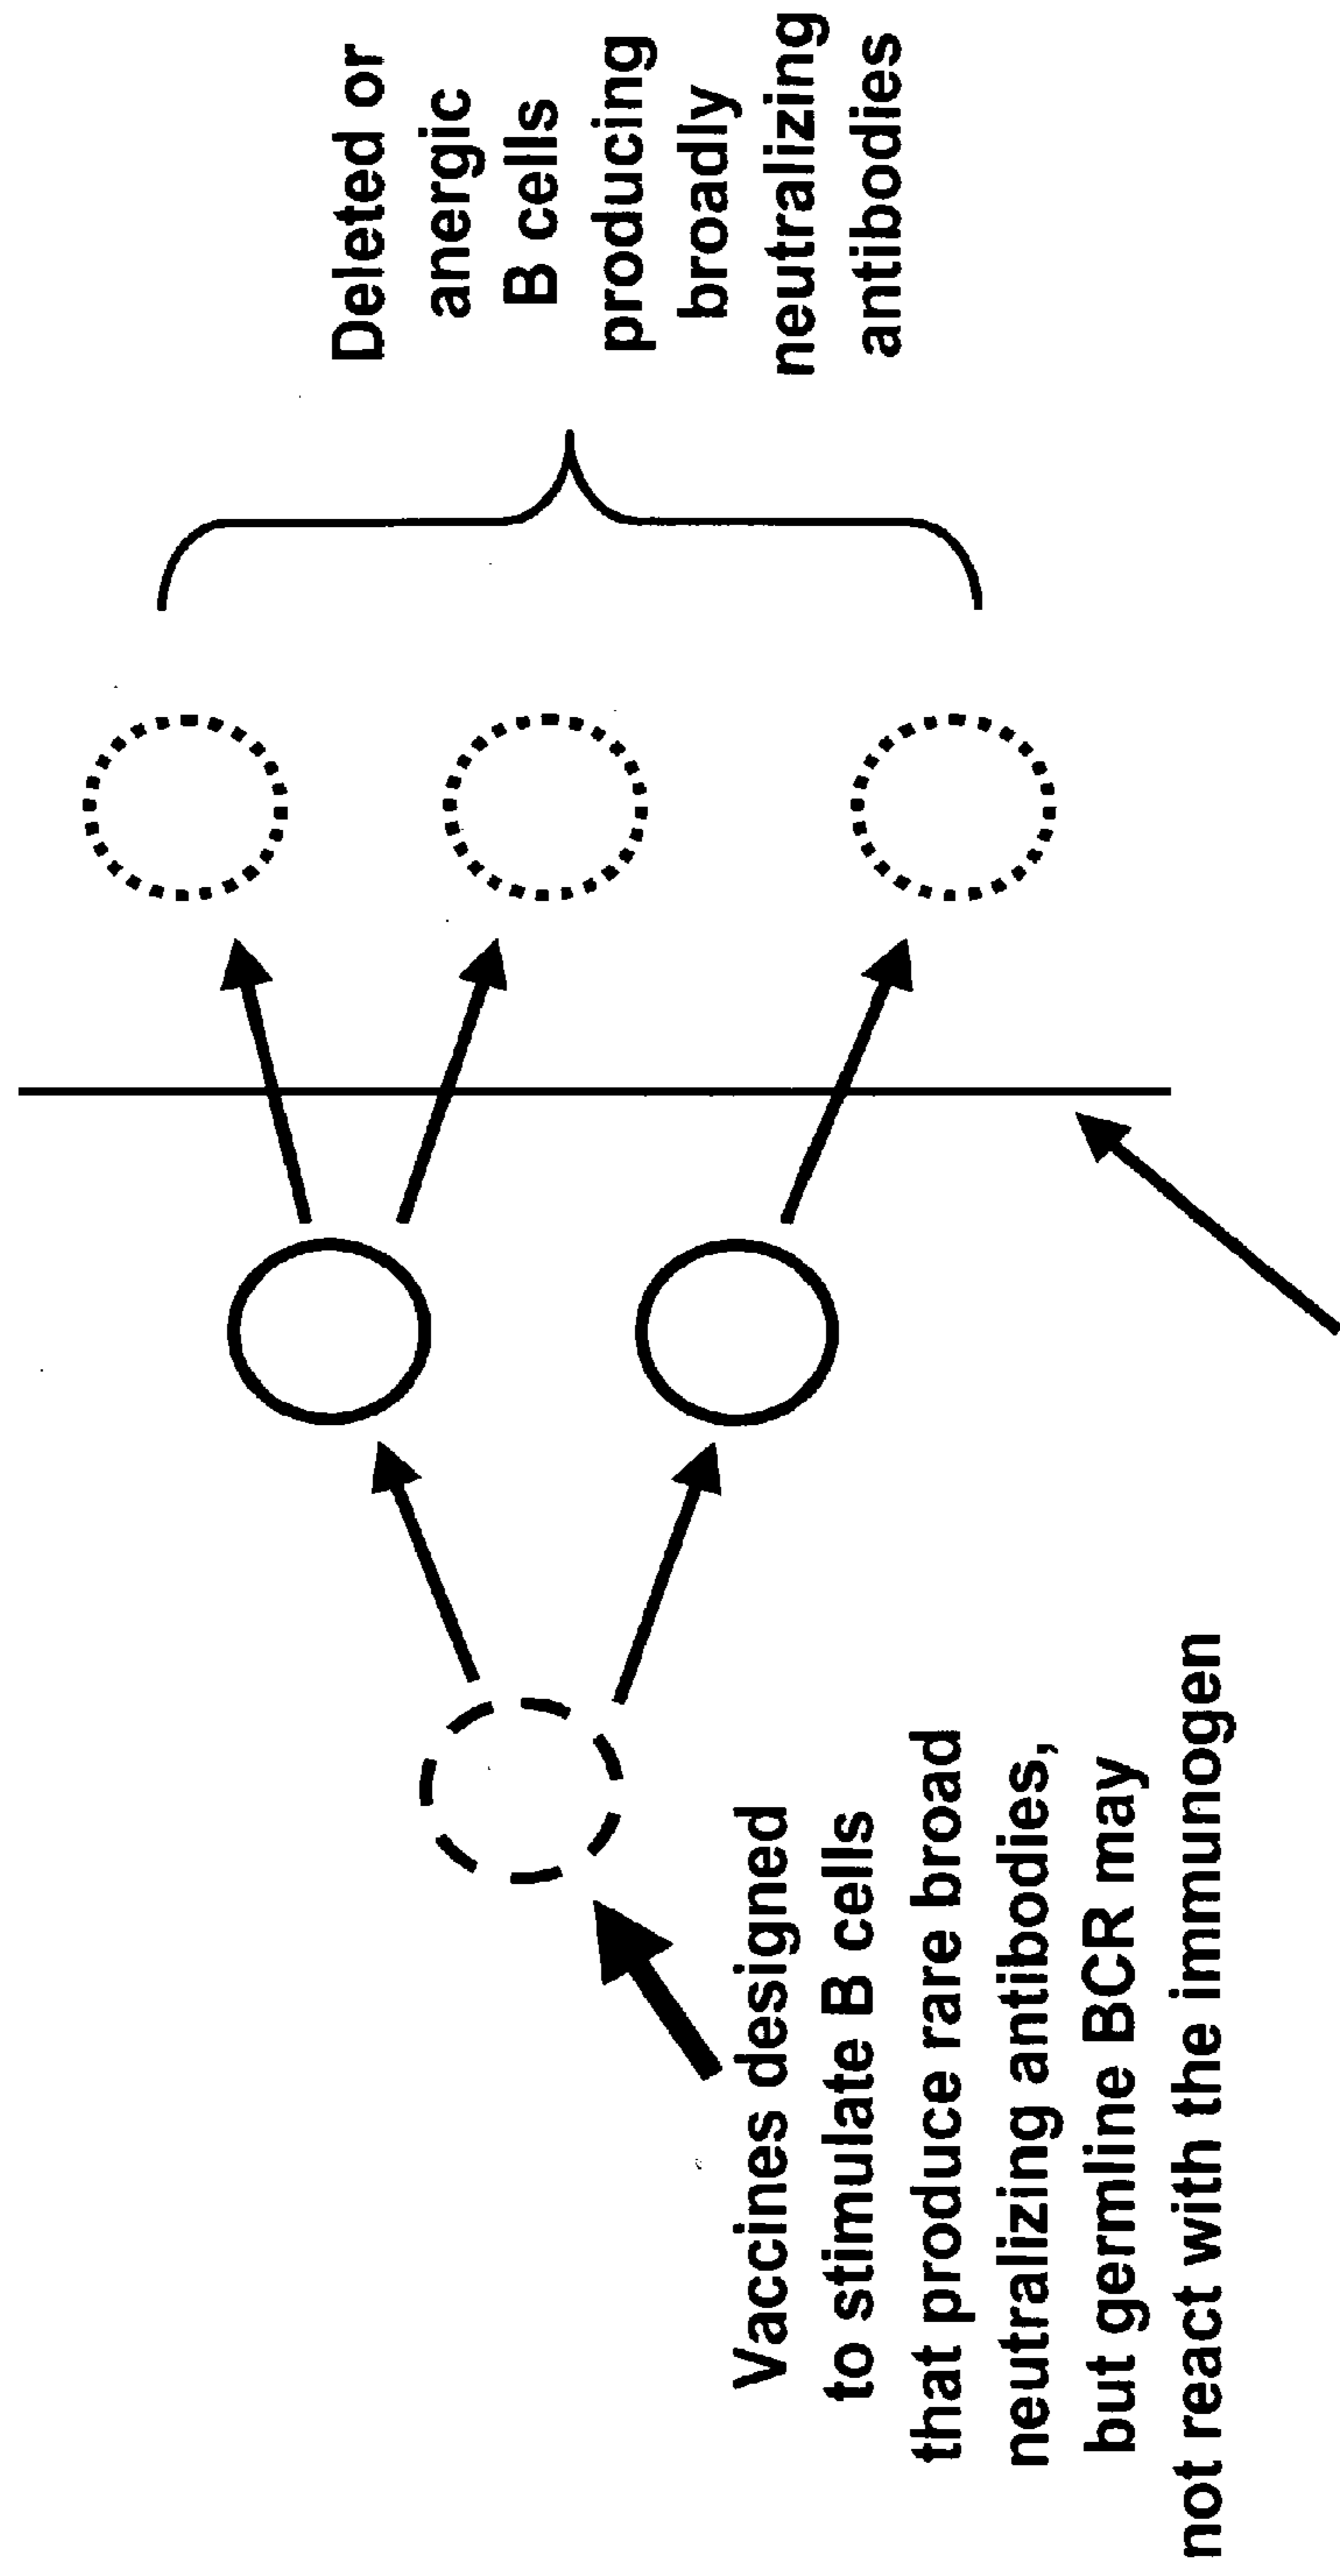 Deleted or
anergic
B cells
producing
broadly
neutralizing
antibodies
Vaccines designed
to stimulate B cells
that produce rare broad
neutralizing antibodies,
but germline BCR may
not react with the immunogen